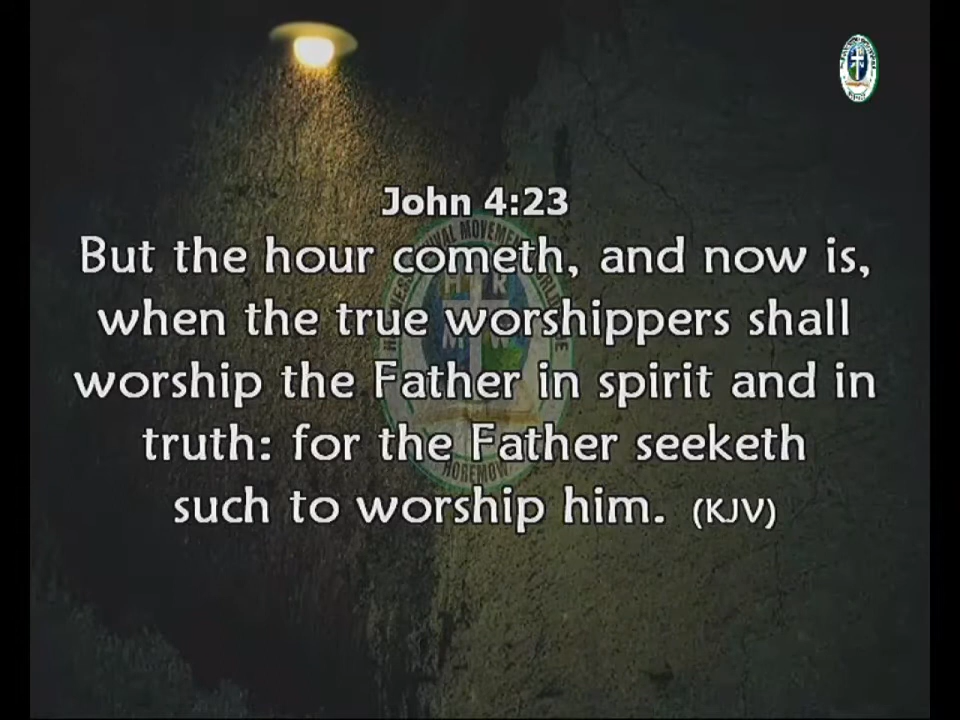 John 4:23
But the hour cometh, and now is,
when the true worshippers shall
worship the Father in spirit and in
truth: for the Father seeketh
such to worship him. (KJV)
H R
M W
HOREMOW